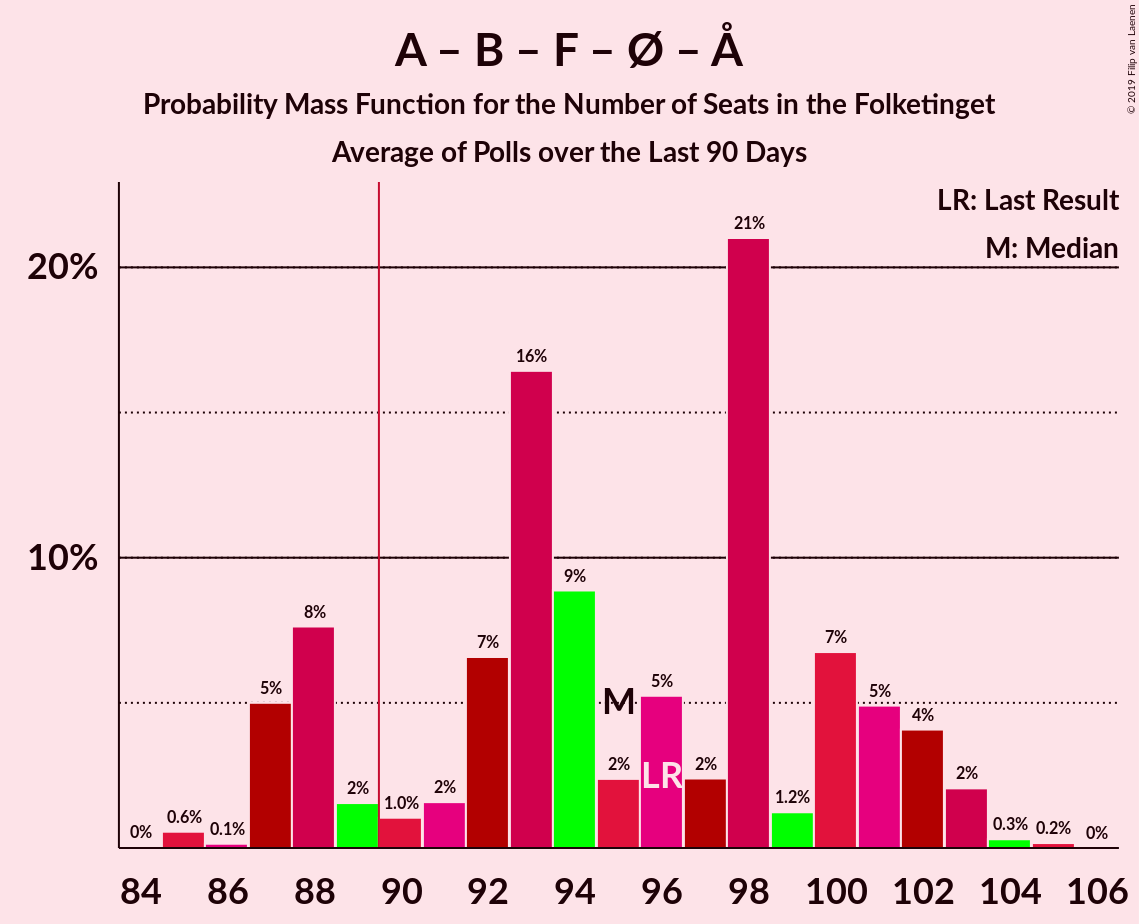 A – B – F – Ø – Å
Probability Mass Function for the Number of Seats in the Folketinget
Average of Polls over the Last 90 Days
© 2019 Filip van Laenen
LR: Last Result
M: Median
20%
10%
0%
0.6%
0.1%
5%
8%
2%
1.0%
2%
7%
16%
9%
2%
5%
2%
21%
1.2%
7%
5%
4%
2%
0.3%
0.2%
0%
M
LR
84 86 88 90 92 94 96 98 100 102 104 106